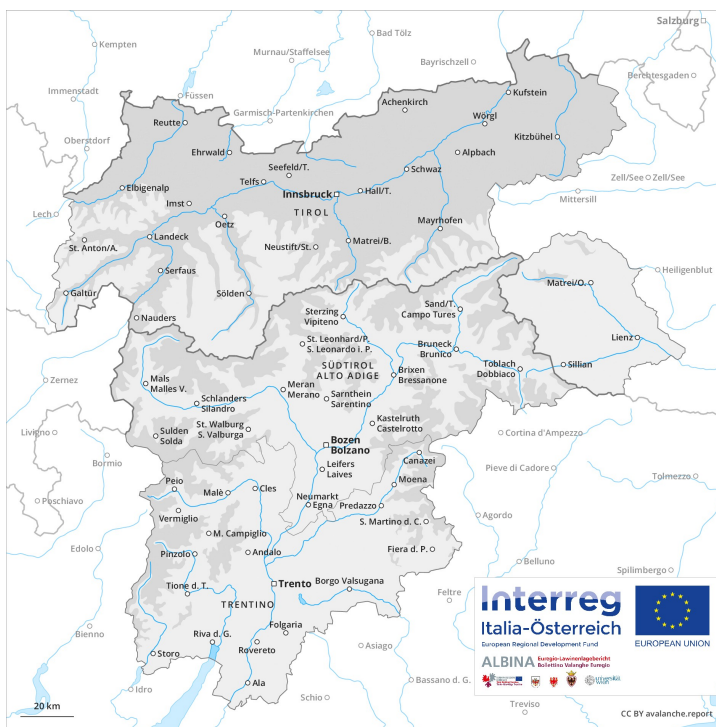 Salzburg
Kempten
Bad Tölz
Murnau/Staffelsee
Bayrischzell
Berchtesgaden
Immenstadt
Füssen
Kufstein
Achenkirch
Garmisch-Partenkirchen
Wörgl
Reutte
Kitzbühel
Oberstdorf
Ehrwald
Alpbach
Seefeld/T.
Schwaz
Zell/See
Zell/See
Telfs
Elbigenalp
Innsbruck
Hall/T.
Mittersill
Imst
TIROL
Lech
Oetz
Mayrhofen
Landeck
Matrei/B.
St. Anton/A.
Neustift/St.
Serfaus
Heiligenblut
Matrei/O.
Galtür
Sölden
Sand/T.
Campo Tures
Sterzing
Vipiteno
Nauders
Lienz
St. Leonhard/P.
S. Leonardo i. P.
Bruneck
Brunico
SÜDTIROL
ALTO ADIGE
Toblach
Dobbiaco
Sillian
Brixen
Bressanone
Zernez
Mals
Malles V.
Meran
Merano
Schlanders
Silandro
Sarnthein
Sarentino
St. Walburg
S. Valburga
Kastelruth
Castelrotto
Livigno
Sulden
Solda
Cortina d'Ampezzo
Bozen
Bolzano
Bormio
Canazei
Leifers
Laives
Pieve di Cadore
Tolmezzo
Peio
Malè
Cles
Moena
Poschiavo
Neumarkt
Egna
Predazzo
Vermiglio
Agordo
S. Martino d. C.
M. Campiglio
Edolo
Pinzolo
Andalo
Fiera d. P.
Belluno
Spilimbergo
Tione d. T.
Trento
Borgo Valsugana
Feltre
TRENTINO
Folgaria
Bienno
Riva d. G.
Rovereto
Storo
Asiago
Ala
Idro
Bassano d. G.
Schio
Treviso
20 km
Interreg
Italia-Österreich
European Regional Development Fund
EUROPEAN UNION
ALBINA
Euregio-Lawinenlagebericht
Bollettino Valanghe Euregio
CC BY avalanche.report